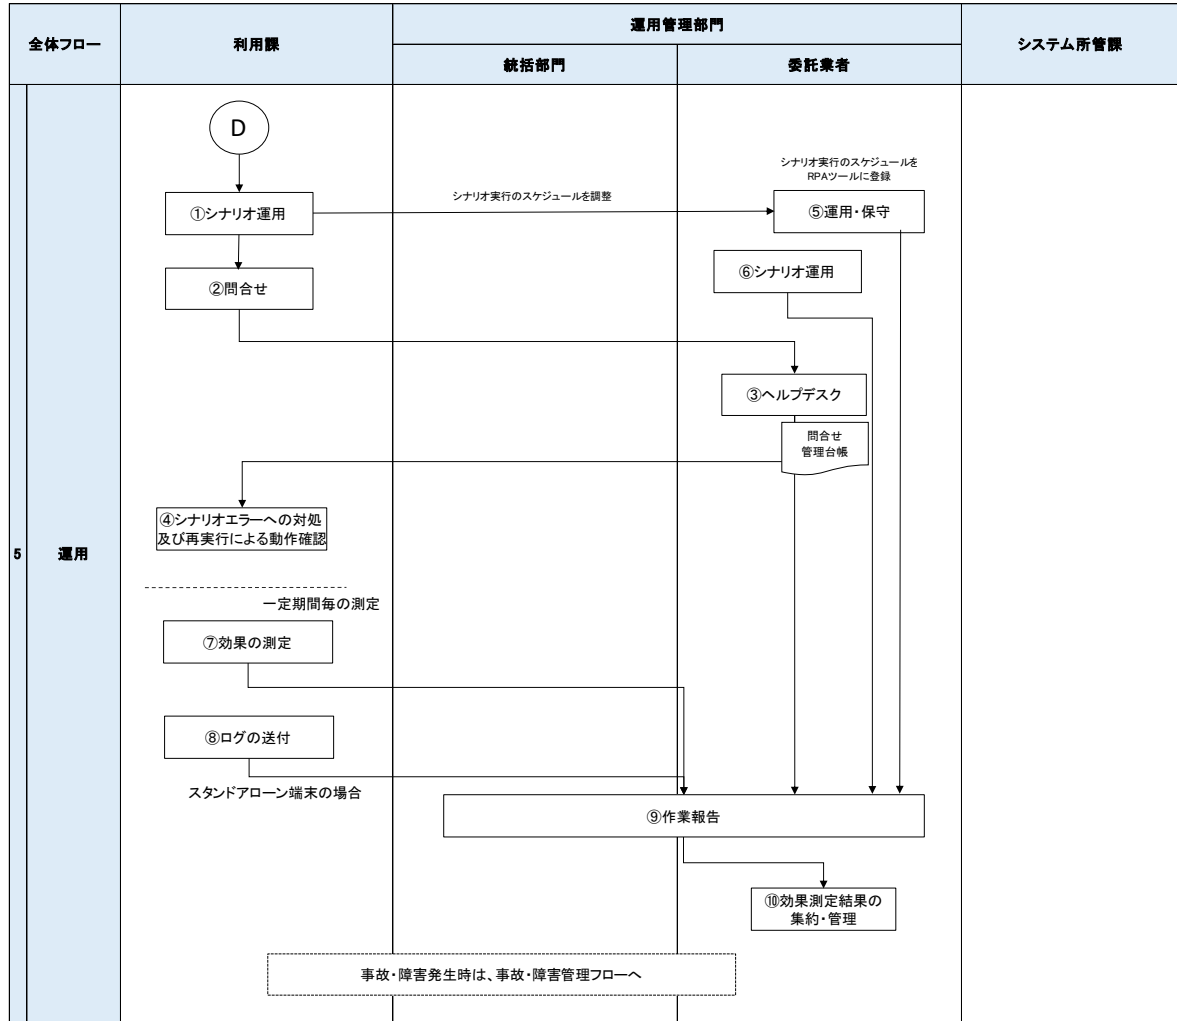 全体フロー
利用課
運用管理部門
統括部門
委託業者
システム所管課
5
運用
D
シナリオ実行のスケジュールを
RPAツールに登録
①シナリオ運用
シナリオ実行のスケジュールを調整
⑤運用・保守
②問合せ
⑥シナリオ運用
③ヘルプデスク
問合せ
管理台帳
④シナリオエラーへの対処
及び再実行による動作確認
一定期間毎の測定
⑦効果の測定
⑧ログの送付
スタンドアローン端末の場合
⑨作業報告
⑩効果測定結果の
集約・管理
事故・障害発生時は、事故・障害管理フローへ